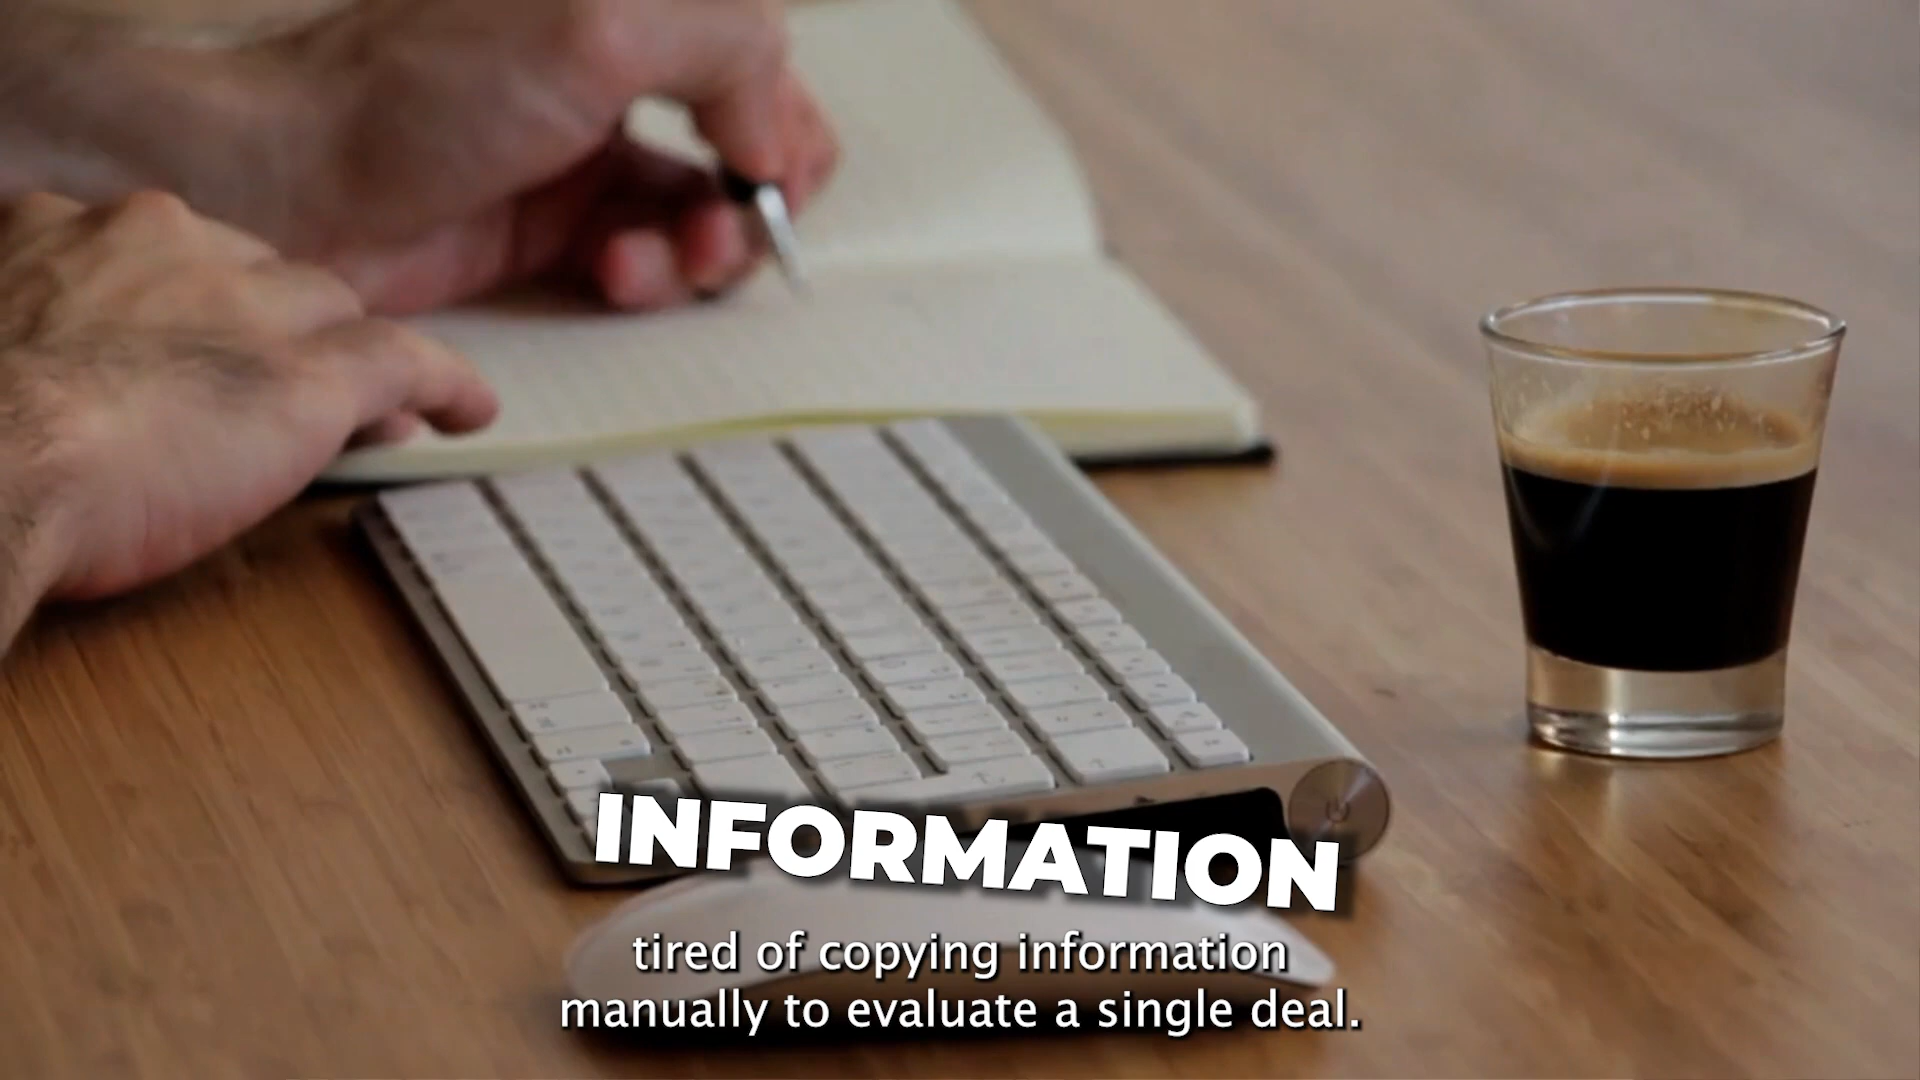 INFORMATION
tired of copying information
manually to evaluate a single deal.